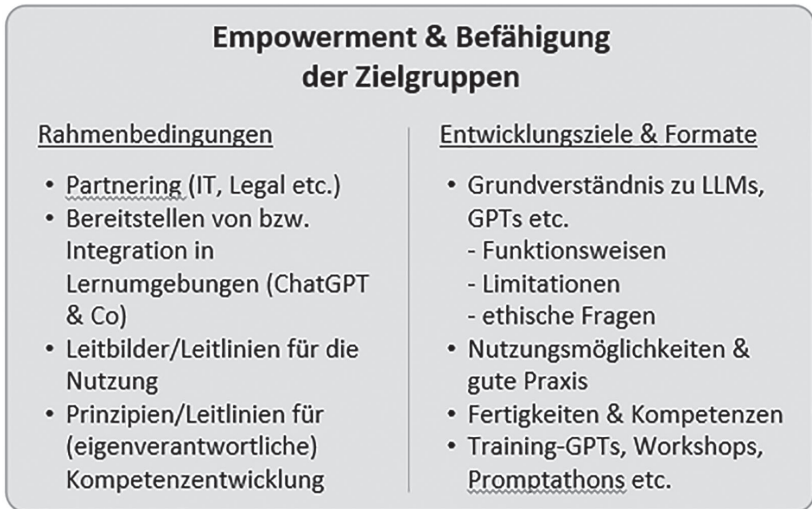 Empowerment & Befähigung
der Zielgruppen
Rahmenbedingungen
• Partnering (IT, Legal etc.)
• Bereitstellen von bzw.
Integration in
Lernumgebungen (ChatGPT
& Co)
• Leitbilder/Leitlinien für die
Nutzung
• Prinzipien/Leitlinien für
(eigenverantwortliche)
Kompetenzentwicklung
Entwicklungsziele & Formate
• Grundverständnis zu LLMs,
GPTs etc.
- Funktionsweisen
- Limitationen
- ethische Fragen
• Nutzungsmöglichkeiten &
gute Praxis
• Fertigkeiten & Kompetenzen
• Training-GPTs, Workshops,
Promptathons etc.